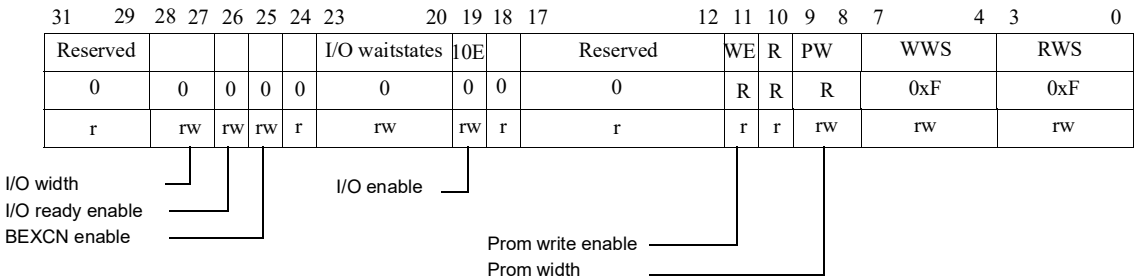 31 29 28 27 26 25 24 23 20 19 18 17 12 11 10 9 8 7 4 3 0
Reserved I/O waitstates 10E Reserved WE R PW WWS RWS
0 0 0 0 0 0 0 0 0 R R R 0xF 0xF
r rw rw rw r rw rw r r r r rw rw rw
I/O width I/O enable
I/O ready enable
BEXCN enable
Prom write enable
Prom width